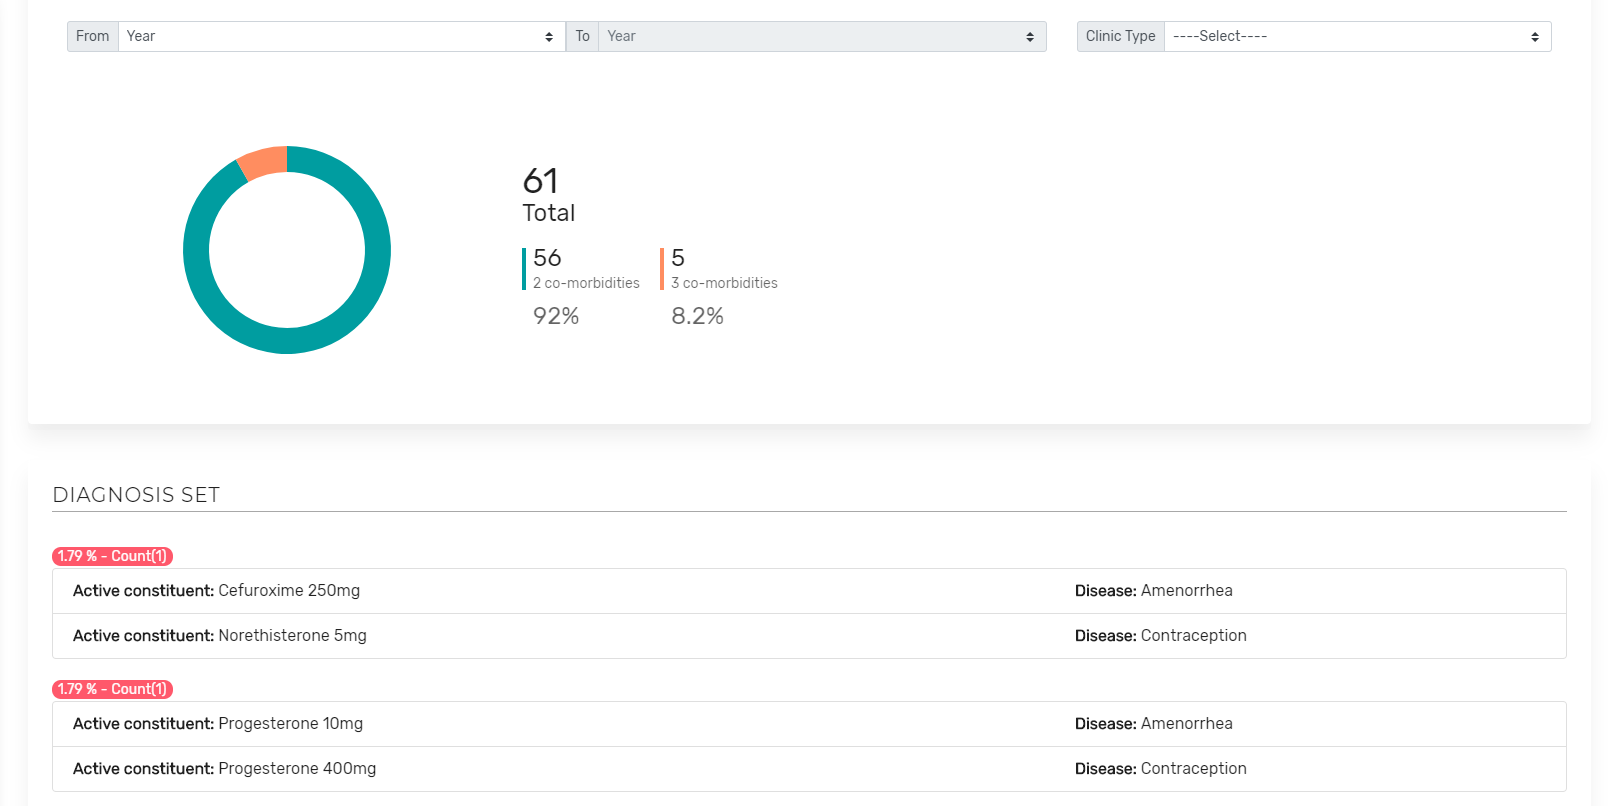 From Year To Year Clinic Type ----Select----
61
Total
56 5
2 co-morbidities 3 co-morbidities
92% 8.2%
DIAGNOSIS SET
1.79 % - Count(1)
Active constituent: Cefuroxime 250mg Disease: Amenorrhea
Active constituent: Norethisterone 5mg Disease: Contraception
1.79 % - Count(1)
Active constituent: Progesterone 10mg Disease: Amenorrhea
Active constituent: Progesterone 400mg Disease: Contraception